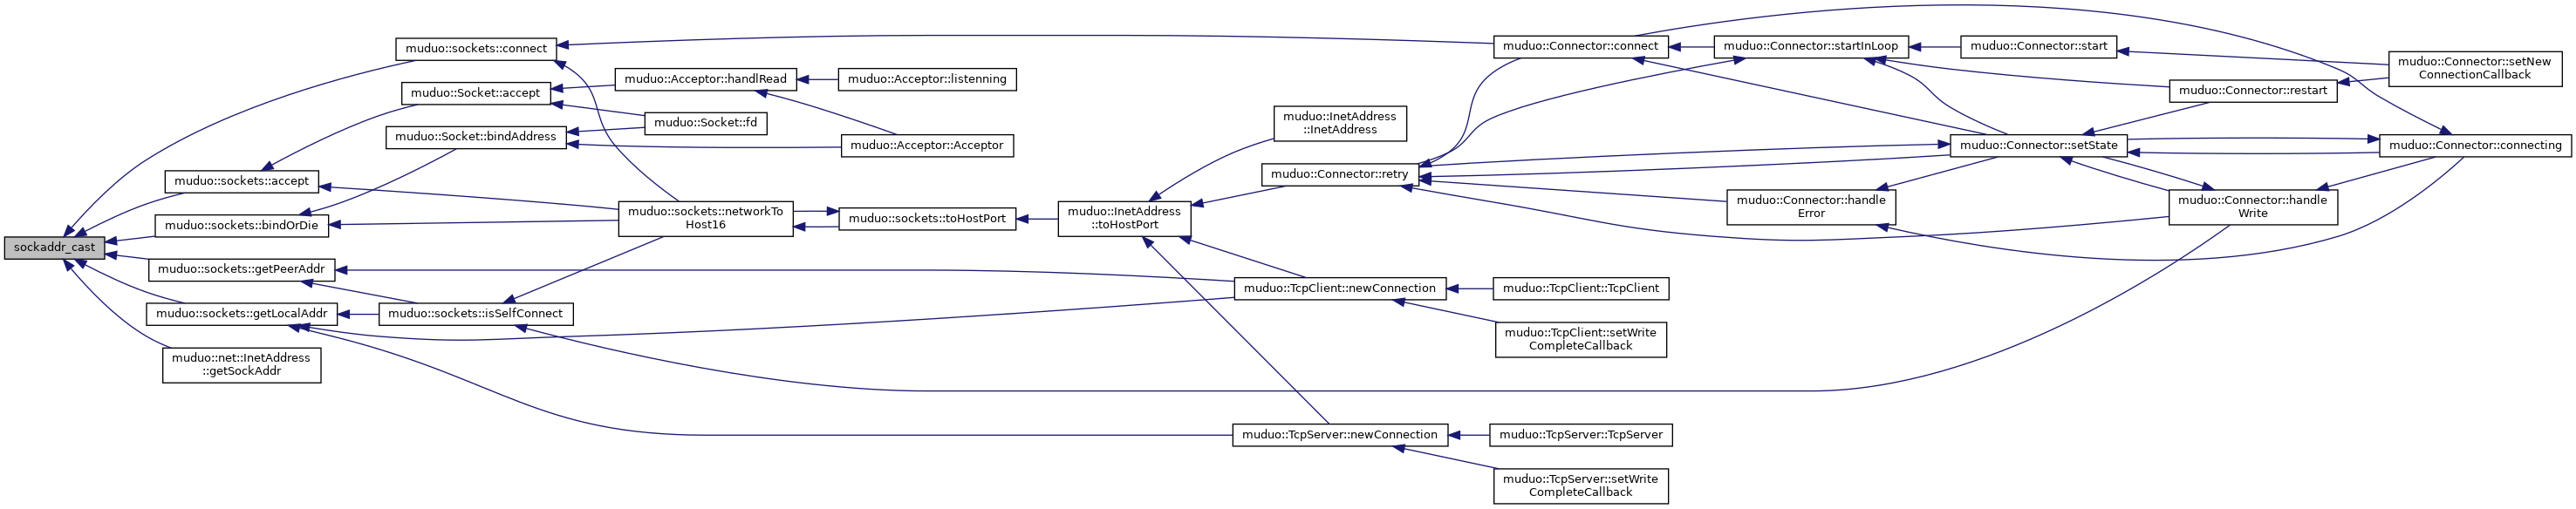 sockaddr_cast
muduo::sockets::connect
muduo::Socket::accept
muduo::Socket::bindAddress
muduo::sockets::accept
muduo::sockets::bindOrDie
muduo::sockets::getPeerAddr
muduo::sockets::getLocalAddr
muduo::net::InetAddress
::getSockAddr
muduo::sockets::isSelfConnect
muduo::Acceptor::handlRead
muduo::Socket::fd
muduo::sockets::networkTo
Host16
muduo::Acceptor::listenning
muduo::Acceptor::Acceptor
muduo::sockets::toHostPort
muduo::InetAddress
::toHostPort
muduo::InetAddress
::InetAddress
muduo::Connector::retry
muduo::TcpClient::newConnection
muduo::TcpServer::newConnection
muduo::Connector::connect
muduo::TcpClient::TcpClient
muduo::TcpClient::setWrite
CompleteCallback
muduo::TcpServer::TcpServer
muduo::TcpServer::setWrite
CompleteCallback
muduo::Connector::startInLoop
muduo::Connector::handle
Error
muduo::Connector::start
muduo::Connector::setState
muduo::Connector::restart
muduo::Connector::handle
Write
muduo::Connector::setNew
ConnectionCallback
muduo::Connector::connecting